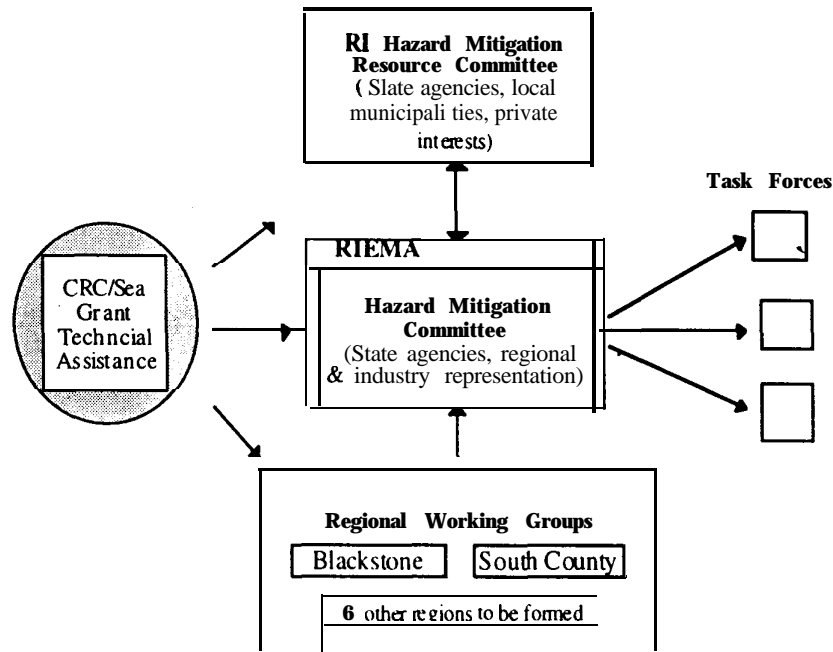 RI Hazard Mitigation
Resource Committee
( Slate agencies, local
municipali ties, private
interests)
Task Forces
RIEMA
CRC/Sea
Grant
Techncial
Assistance
Hazard Mitigation
Committee
(State agencies, regional
& industry representation)
Regional Working Groups
Blackstone
South County
6 other regions to be formed